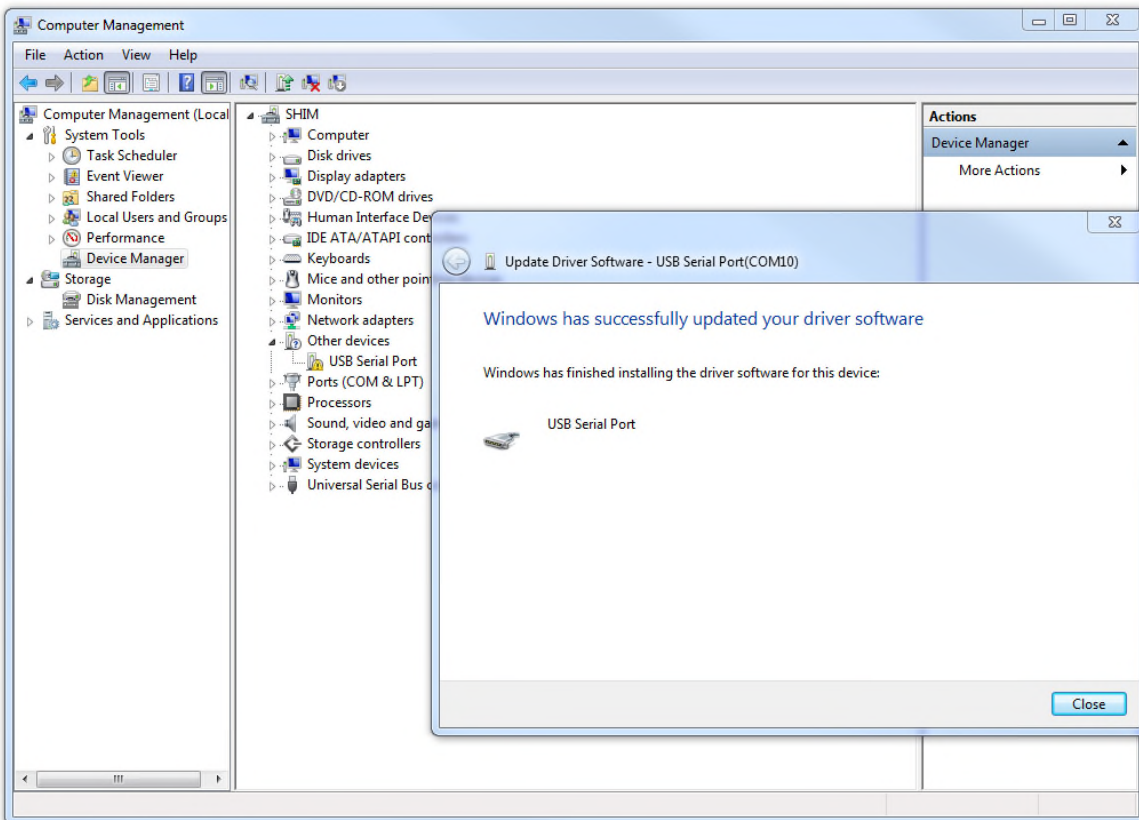 Computer Management
File Action View Help
Computer Management (Local
System Tools
Task Scheduler
Event Viewer
Shared Folders
Local Users and Groups
Performance
Device Manager
Storage
Disk Management
Services and Applications
SHIM
Computer
Disk drives
Display adapters
DVD/CD-ROM drives
Human Interface Dev
IDE ATA/ATAPI cont
Keyboards
Mice and other poin
Monitors
Network adapters
Other devices
USB Serial Port
Ports (COM & LPT)
Processors
Sound, video and ga
Storage controllers
System devices
Universal Serial Bus c
Actions
Device Manager
More Actions
Update Driver Software - USB Serial Port(COM10)
Windows has successfully updated your driver software
Windows has finished installing the driver software for this device:
USB Serial Port
Close